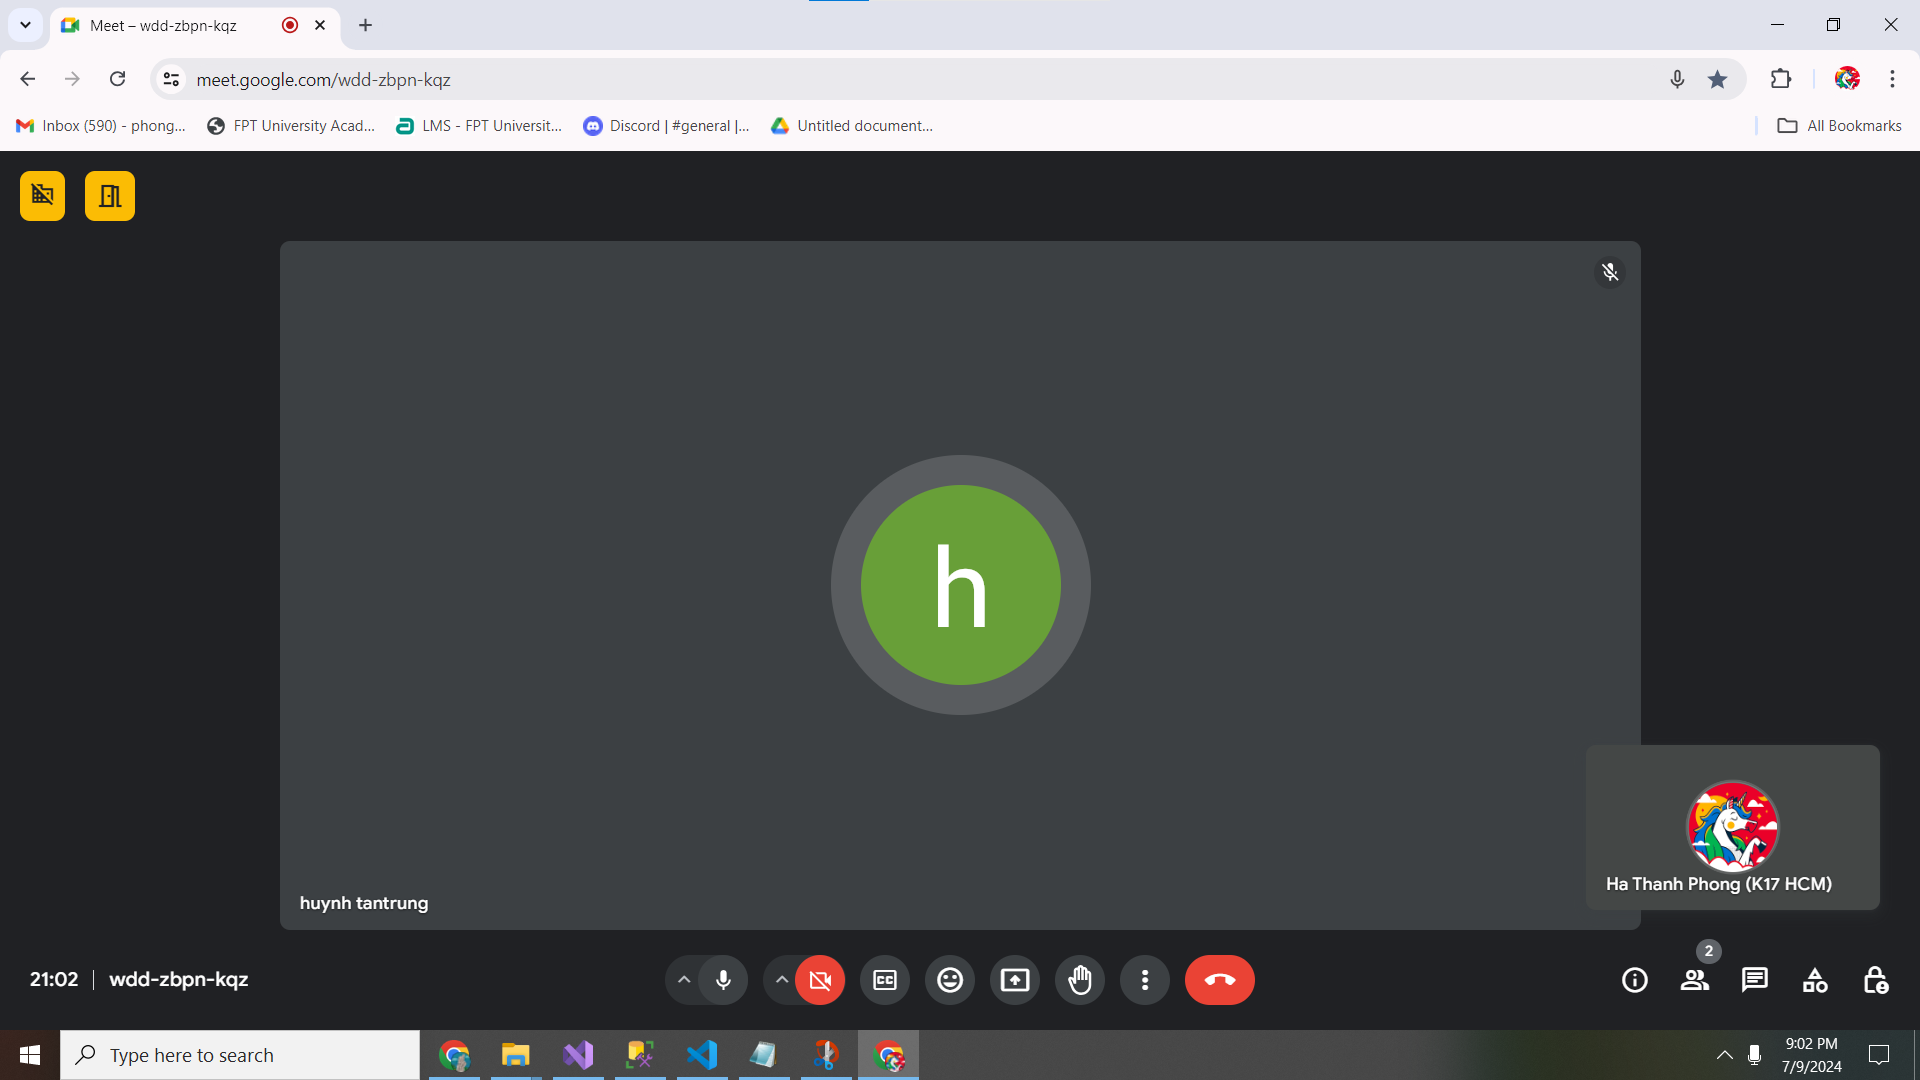 Meet – wdd-zbpn-kqz
meet.google.com/wdd-zbpn-kqz
Inbox (590) - phong...
FPT University Acad...
LMS - FPT Universit...
Discord | #general |...
Untitled document...
All Bookmarks
h
huynh tantrung
Ha Thanh Phong (K17 HCM)
2
21:02
wdd-zbpn-kqz
CC
Type here to search
9:02 PM
7/9/2024